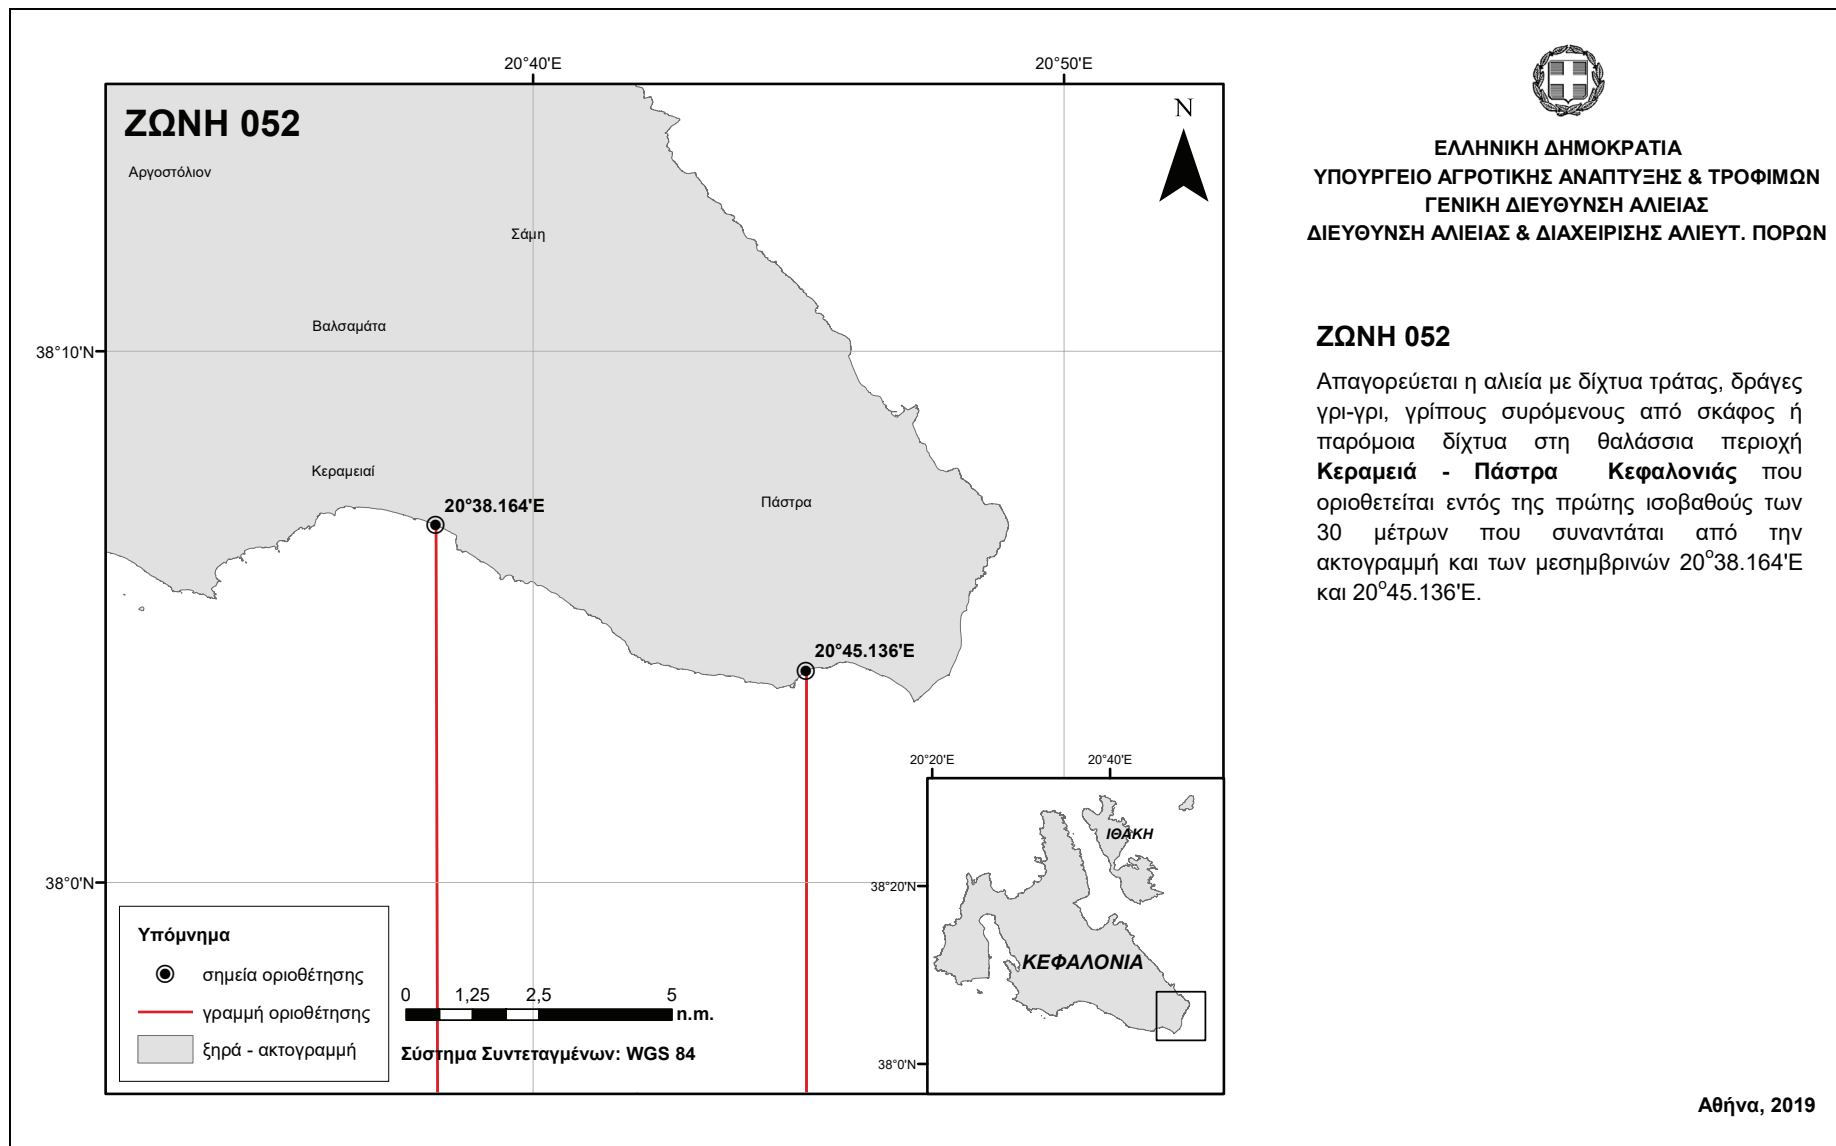 20°40'E
20°50'E
ΖΩΝΗ 052
N
Αργοστόλιον
Σάμη
Βαλσαμάτα
38°10'N
Κεραμειαί
20°38.164'E
Πάστρα
20°45.136'E
38°0'N
Υπόμνημα
σημεία οριοθέτησης
γραμμή οριοθέτησης
ξηρά - ακτογραμμή
0 1,25 2,5 5
n.m.
Σύστημα Συντεταγμένων: WGS 84
20°20'E
20°40'E
ΙΘΑΚΗ
38°20'N
ΚΕΦΑΛΟΝΙΑ
38°0'N
ΕΛΛΗΝΙΚΗ ΔΗΜΟΚΡΑΤΙΑ
ΥΠΟΥΡΓΕΙΟ ΑΓΡΟΤΙΚΗΣ ΑΝΑΠΤΥΞΗΣ & ΤΡΟΦΙΜΩΝ
ΓΕΝΙΚΗ ΔΙΕΥΘΥΝΣΗ ΑΛΙΕΙΑΣ
ΔΙΕΥΘΥΝΣΗ ΑΛΙΕΙΑΣ & ΔΙΑΧΕΙΡΙΣΗΣ ΑΛΙΕΥΤ. ΠΟΡΩΝ
ΖΩΝΗ 052
Απαγορεύεται η αλιεία με δίχτυα τράτας, δράγες
γρι-γρι, γρίπους συρόμενους από σκάφος ή
παρόμοια δίχτυα στη θαλάσσια περιοχή
Κεραμειά - Πάστρα Κεφαλονιάς που
οριοθετείται εντός της πρώτης ισοβαθούς των
30 μέτρων που συναντάται από την
ακτογραμμή και των μεσημβρινών 20°38.164'E
και 20°45.136'E.
Αθήνα, 2019